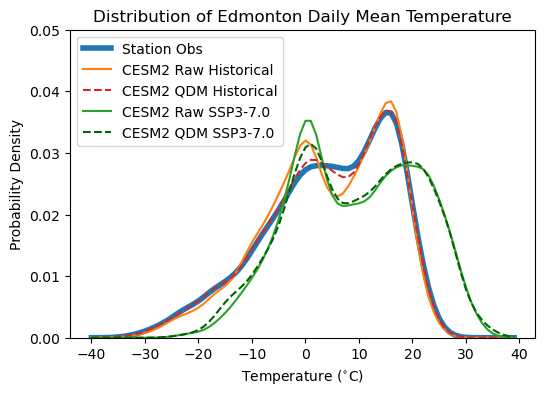 Distribution of Edmonton Daily Mean Temperature
Station Obs
CESM2 Raw Historical
CESM2 QDM Historical
CESM2 Raw SSP3-7.0
CESM2 QDM SSP3-7.0
Probability Density
0.05
0.04
0.03
0.02
0.01
0.00
−40 −30 −20 −10 0 10 20 30 40
Temperature (°C)